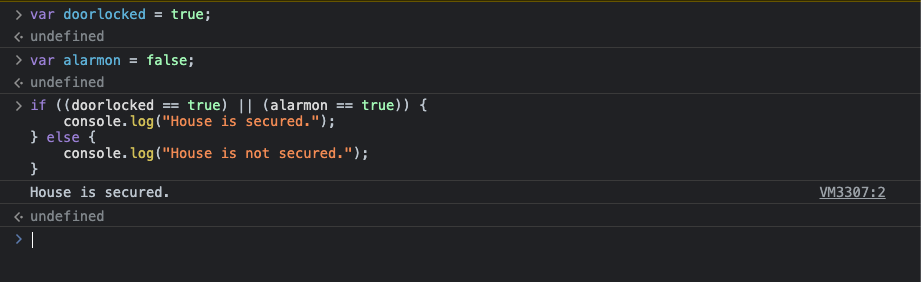 > var doorlocked = true;
<· undefined
> var alarmon = false;
<· undefined
> if ((doorlocked == true) || (alarmon == true)) {
    console.log("House is secured.");
} else {
    console.log("House is not secured.");
}
House is secured. VM3307:2
<· undefined
>